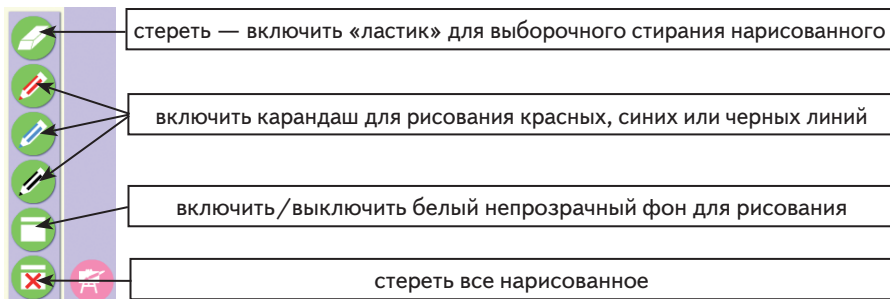 стереть — включить «ластик» для выборочного стирания нарисованного
включить карандаш для рисования красных, синих или черных линий
включить/выключить белый непрозрачный фон для рисования
стереть все нарисованное